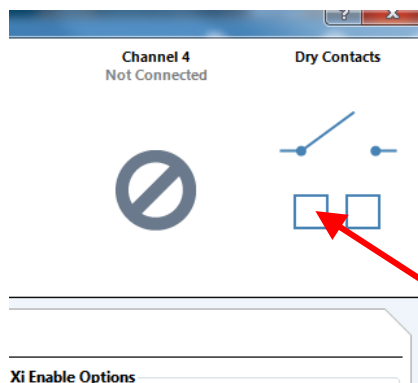 ?
Channel 4
Not Connected
Dry Contacts
Xi Enable Options